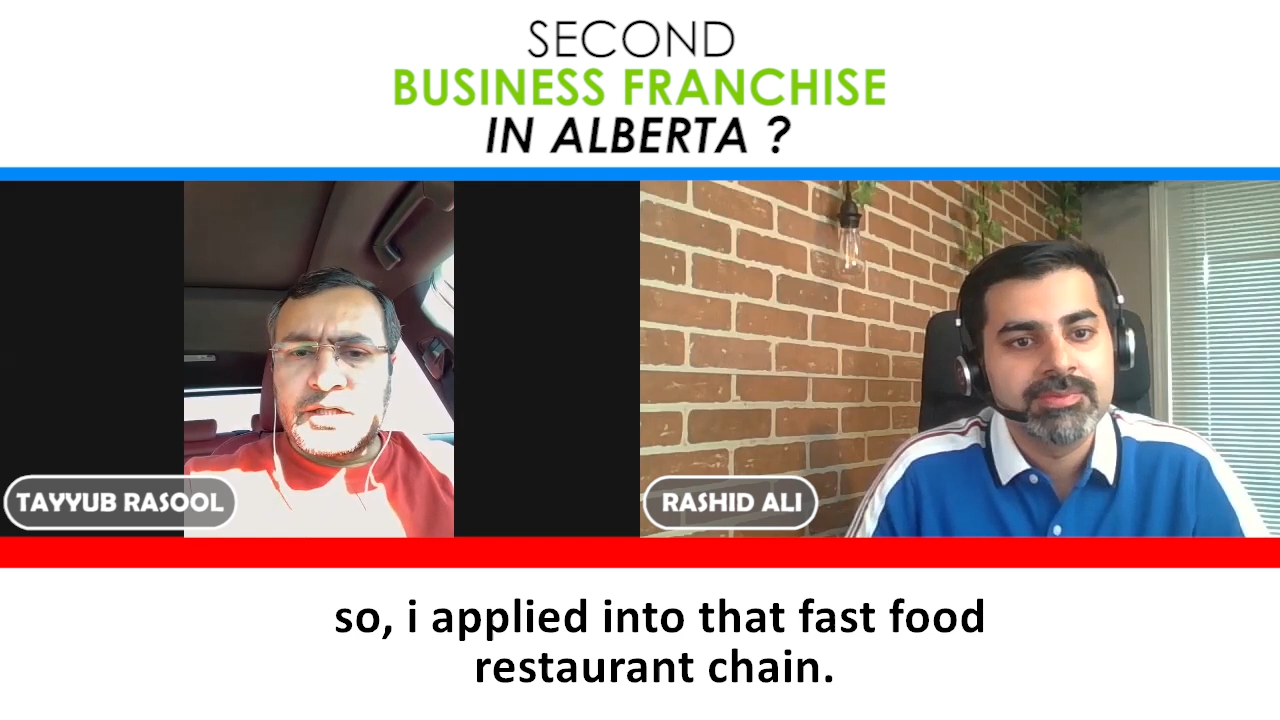 SECOND
BUSINESS FRANCHISE
IN ALBERTA ?
TAYYUB RASOOL
RASHID ALI
so, i applied into that fast food
restaurant chain.